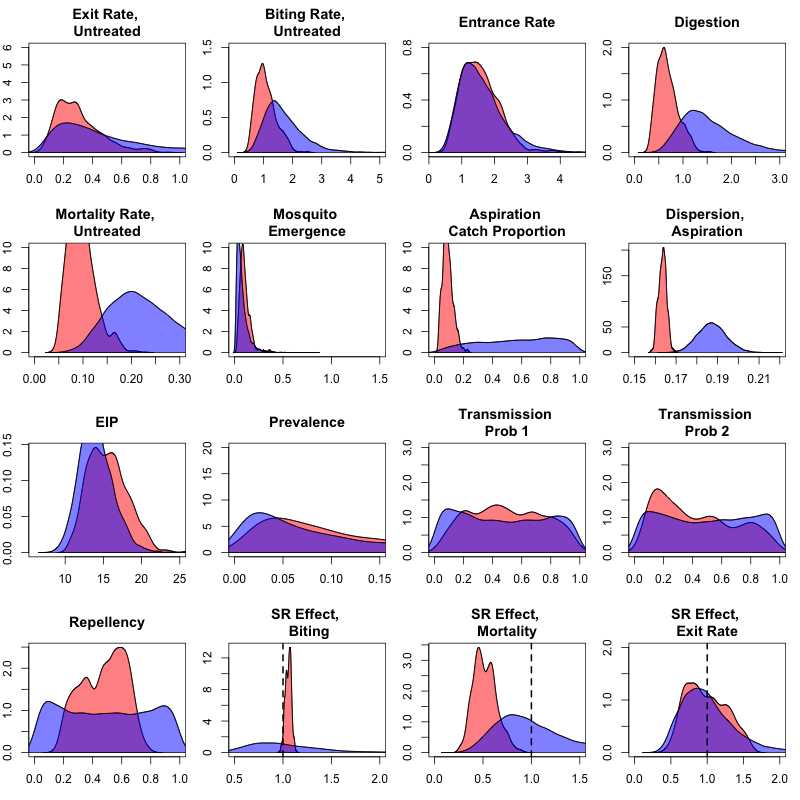 Exit Rate,
Untreated
6
5
4
3
2
1
0
0.0 0.2 0.4 0.6 0.8 1.0
Biting Rate,
Untreated
1.5
1.0
0.5
0.0
0 1 2 3 4 5
Entrance Rate
0.8
0.4
0.0
0 1 2 3 4
Digestion
2.0
1.0
0.0
0.0 1.0 2.0 3.0
Mortality Rate,
Untreated
10
8
6
4
2
0
0.00 0.10 0.20 0.30
Mosquito
Emergence
10
8
6
4
2
0
0.0 0.5 1.0 1.5
Aspiration
Catch Proportion
10
8
6
4
2
0
0.0 0.2 0.4 0.6 0.8 1.0
Dispersion,
Aspiration
150
0
0.15 0.17 0.19 0.21
EIP
0.15
0.10
0.05
0.00
10 15 20 25
Prevalence
20
15
10
5
0
0.00 0.05 0.10 0.15
Transmission
Prob 1
3.0
2.0
1.0
0.0
0.0 0.2 0.4 0.6 0.8 1.0
Transmission
Prob 2
3.0
2.0
1.0
0.0
0.0 0.2 0.4 0.6 0.8 1.0
Repellency
2.0
1.0
0.0
0.0 0.2 0.4 0.6 0.8 1.0
SR Effect,
Biting
12
8
4
0
0.5 1.0 1.5 2.0
SR Effect,
Mortality
3.0
2.0
1.0
0.0
0.0 0.5 1.0 1.5
SR Effect,
Exit Rate
2.0
1.0
0.0
0.0 0.5 1.0 1.5 2.0